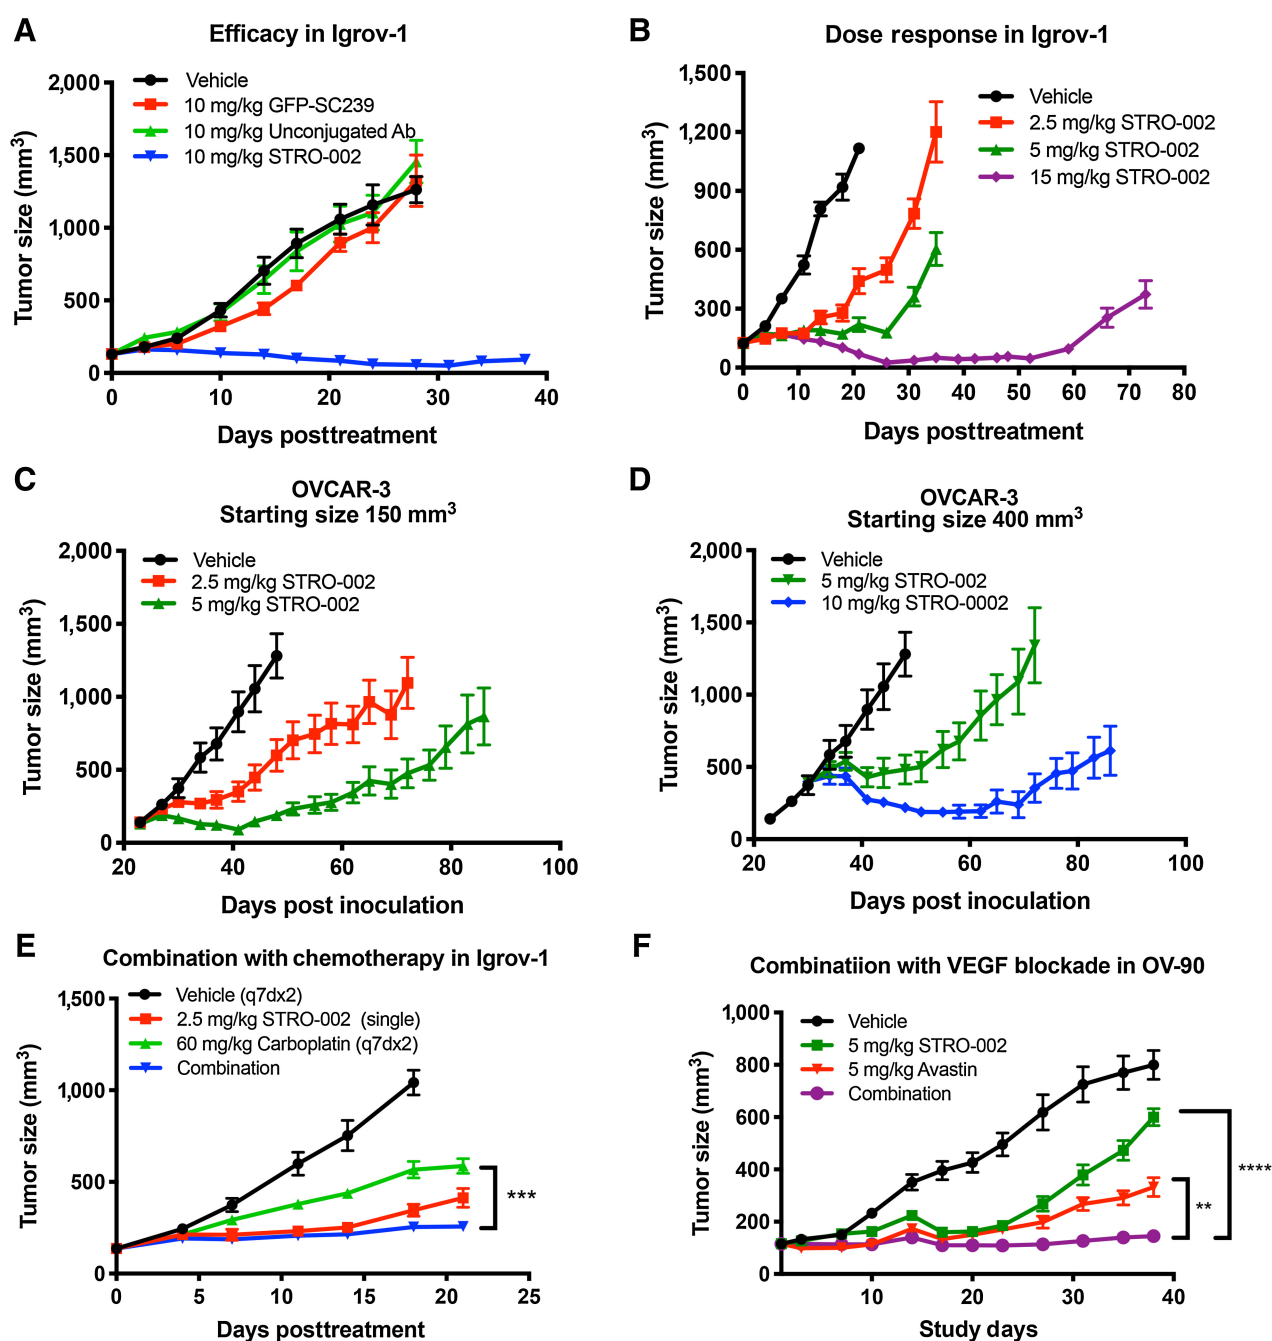 A
Efficacy in Igrov-1
Vehicle
10 mg/kg GFP-SC239
10 mg/kg Unconjugated Ab
10 mg/kg STRO-002
Tumor size (mm³)
2,000
1,500
1,000
500
0
0 10 20 30 40
Days posttreatment
B
Dose response in Igrov-1
Vehicle
2.5 mg/kg STRO-002
5 mg/kg STRO-002
15 mg/kg STRO-002
Tumor size (mm³)
1,500
1,200
900
600
300
0
0 10 20 30 40 50 60 70 80
Days posttreatment
C
OVCAR-3
Starting size 150 mm³
Vehicle
2.5 mg/kg STRO-002
5 mg/kg STRO-002
Tumor size (mm³)
2,000
1,500
1,000
500
0
20 40 60 80 100
Days post inoculation
D
OVCAR-3
Starting size 400 mm³
Vehicle
5 mg/kg STRO-002
10 mg/kg STRO-0002
Tumor size (mm³)
2,000
1,500
1,000
500
0
20 40 60 80 100
Days post inoculation
E
Combination with chemotherapy in Igrov-1
Vehicle (q7dx2)
2.5 mg/kg STRO-002 (single)
60 mg/kg Carboplatin (q7dx2)
Combination
Tumor size (mm³)
1,500
1,000
500
0
***
0 5 10 15 20 25
Days posttreatment
F
Combinatiion with VEGF blockade in OV-90
Vehicle
5 mg/kg STRO-002
5 mg/kg Avastin
Combination
Tumor size (mm³)
1,000
800
600
400
200
0
****
**
10 20 30 40
Study days